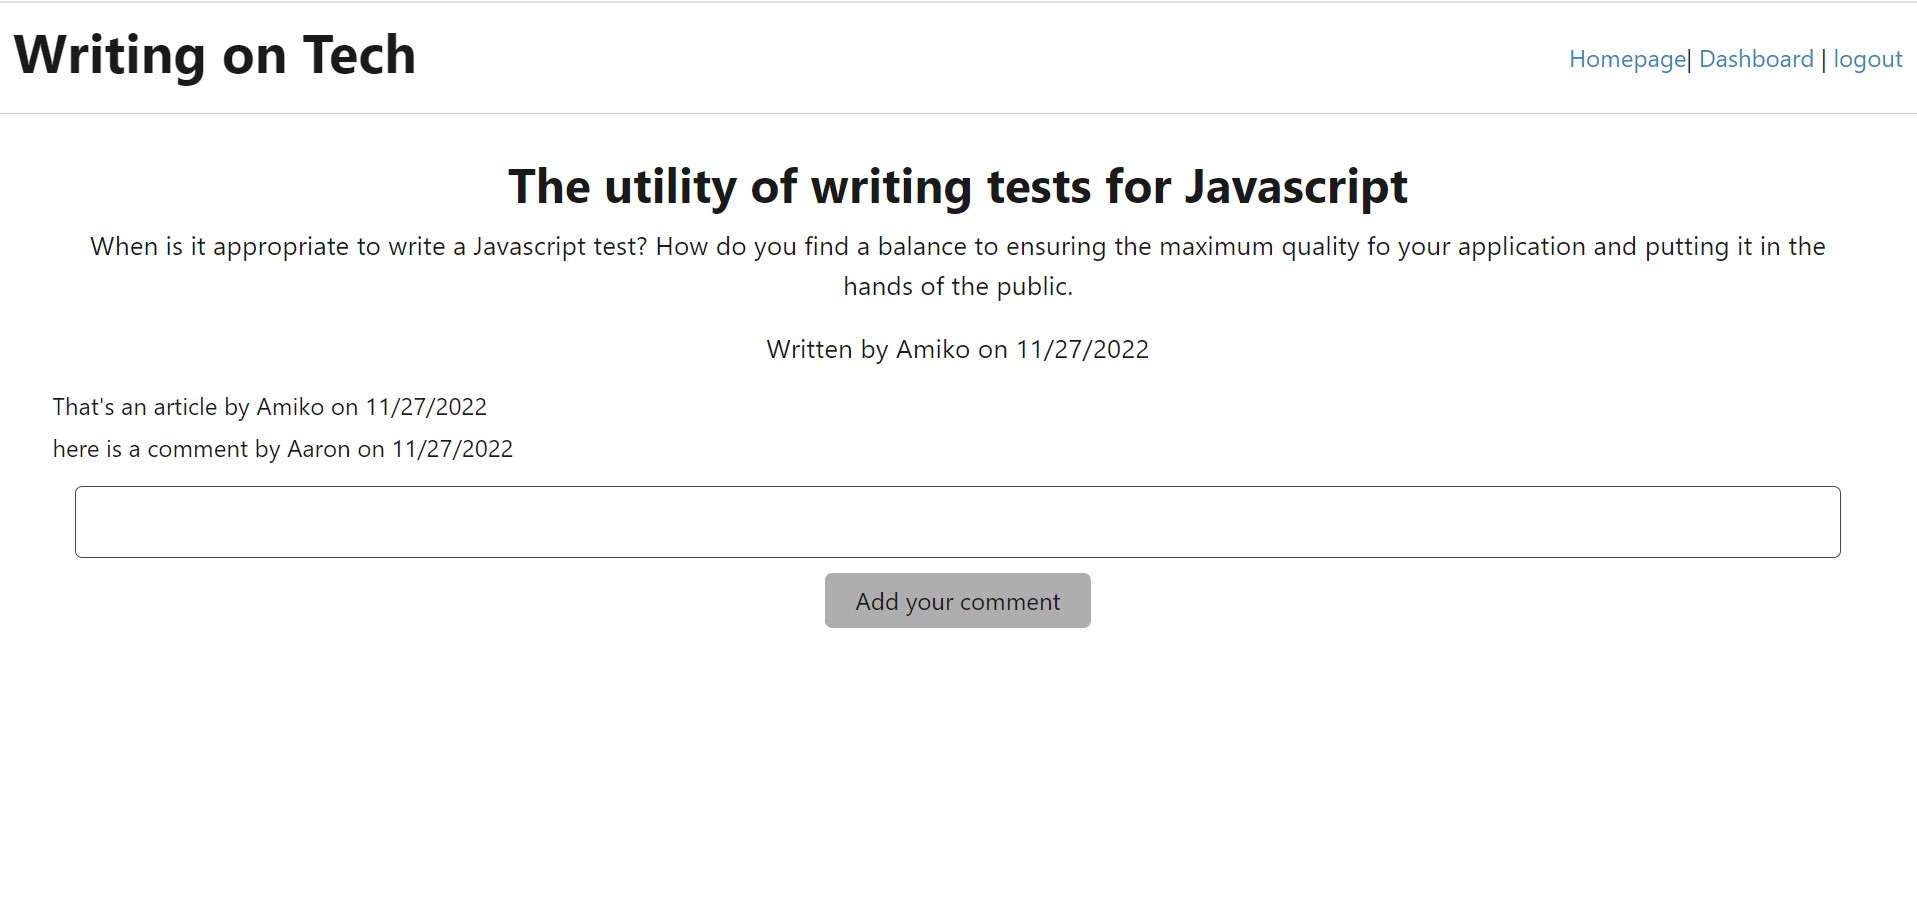 Writing on Tech
Homepage| Dashboard | logout
The utility of writing tests for Javascript
When is it appropriate to write a Javascript test? How do you find a balance to ensuring the maximum quality fo your application and putting it in the
hands of the public.
Written by Amiko on 11/27/2022
That's an article by Amiko on 11/27/2022
here is a comment by Aaron on 11/27/2022
Add your comment